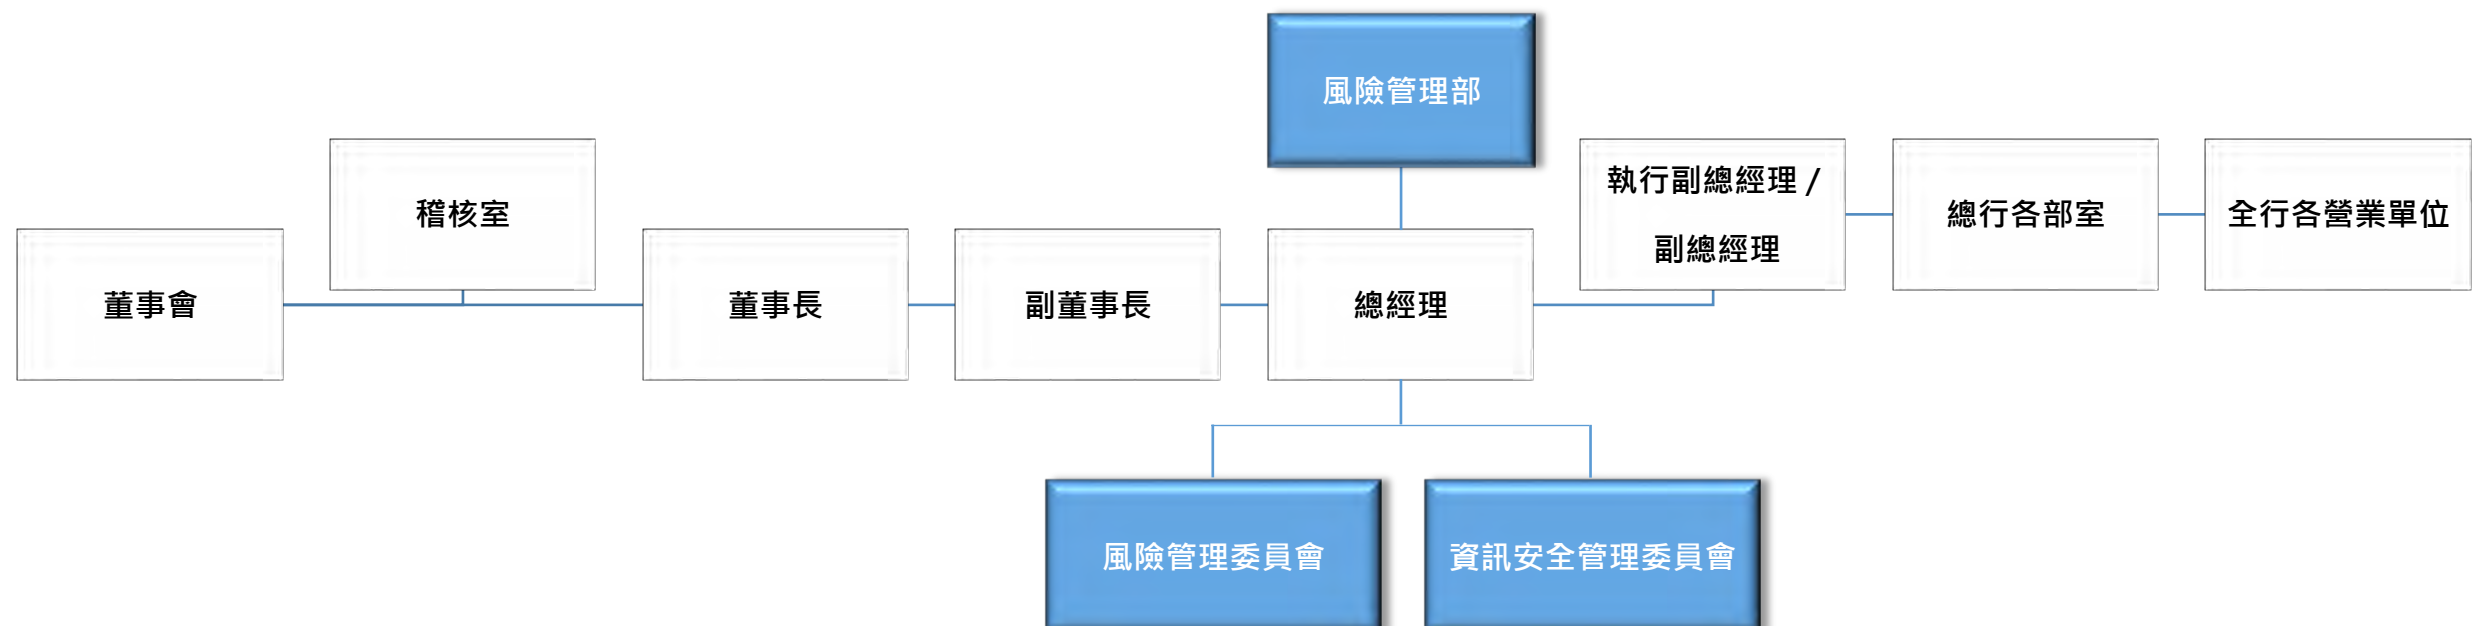 風險管理部
稽核室
執行副總經理 /
副總經理
總行各部室
全行各營業單位
董事會
董事長
副董事長
總經理
風險管理委員會
資訊安全管理委員會